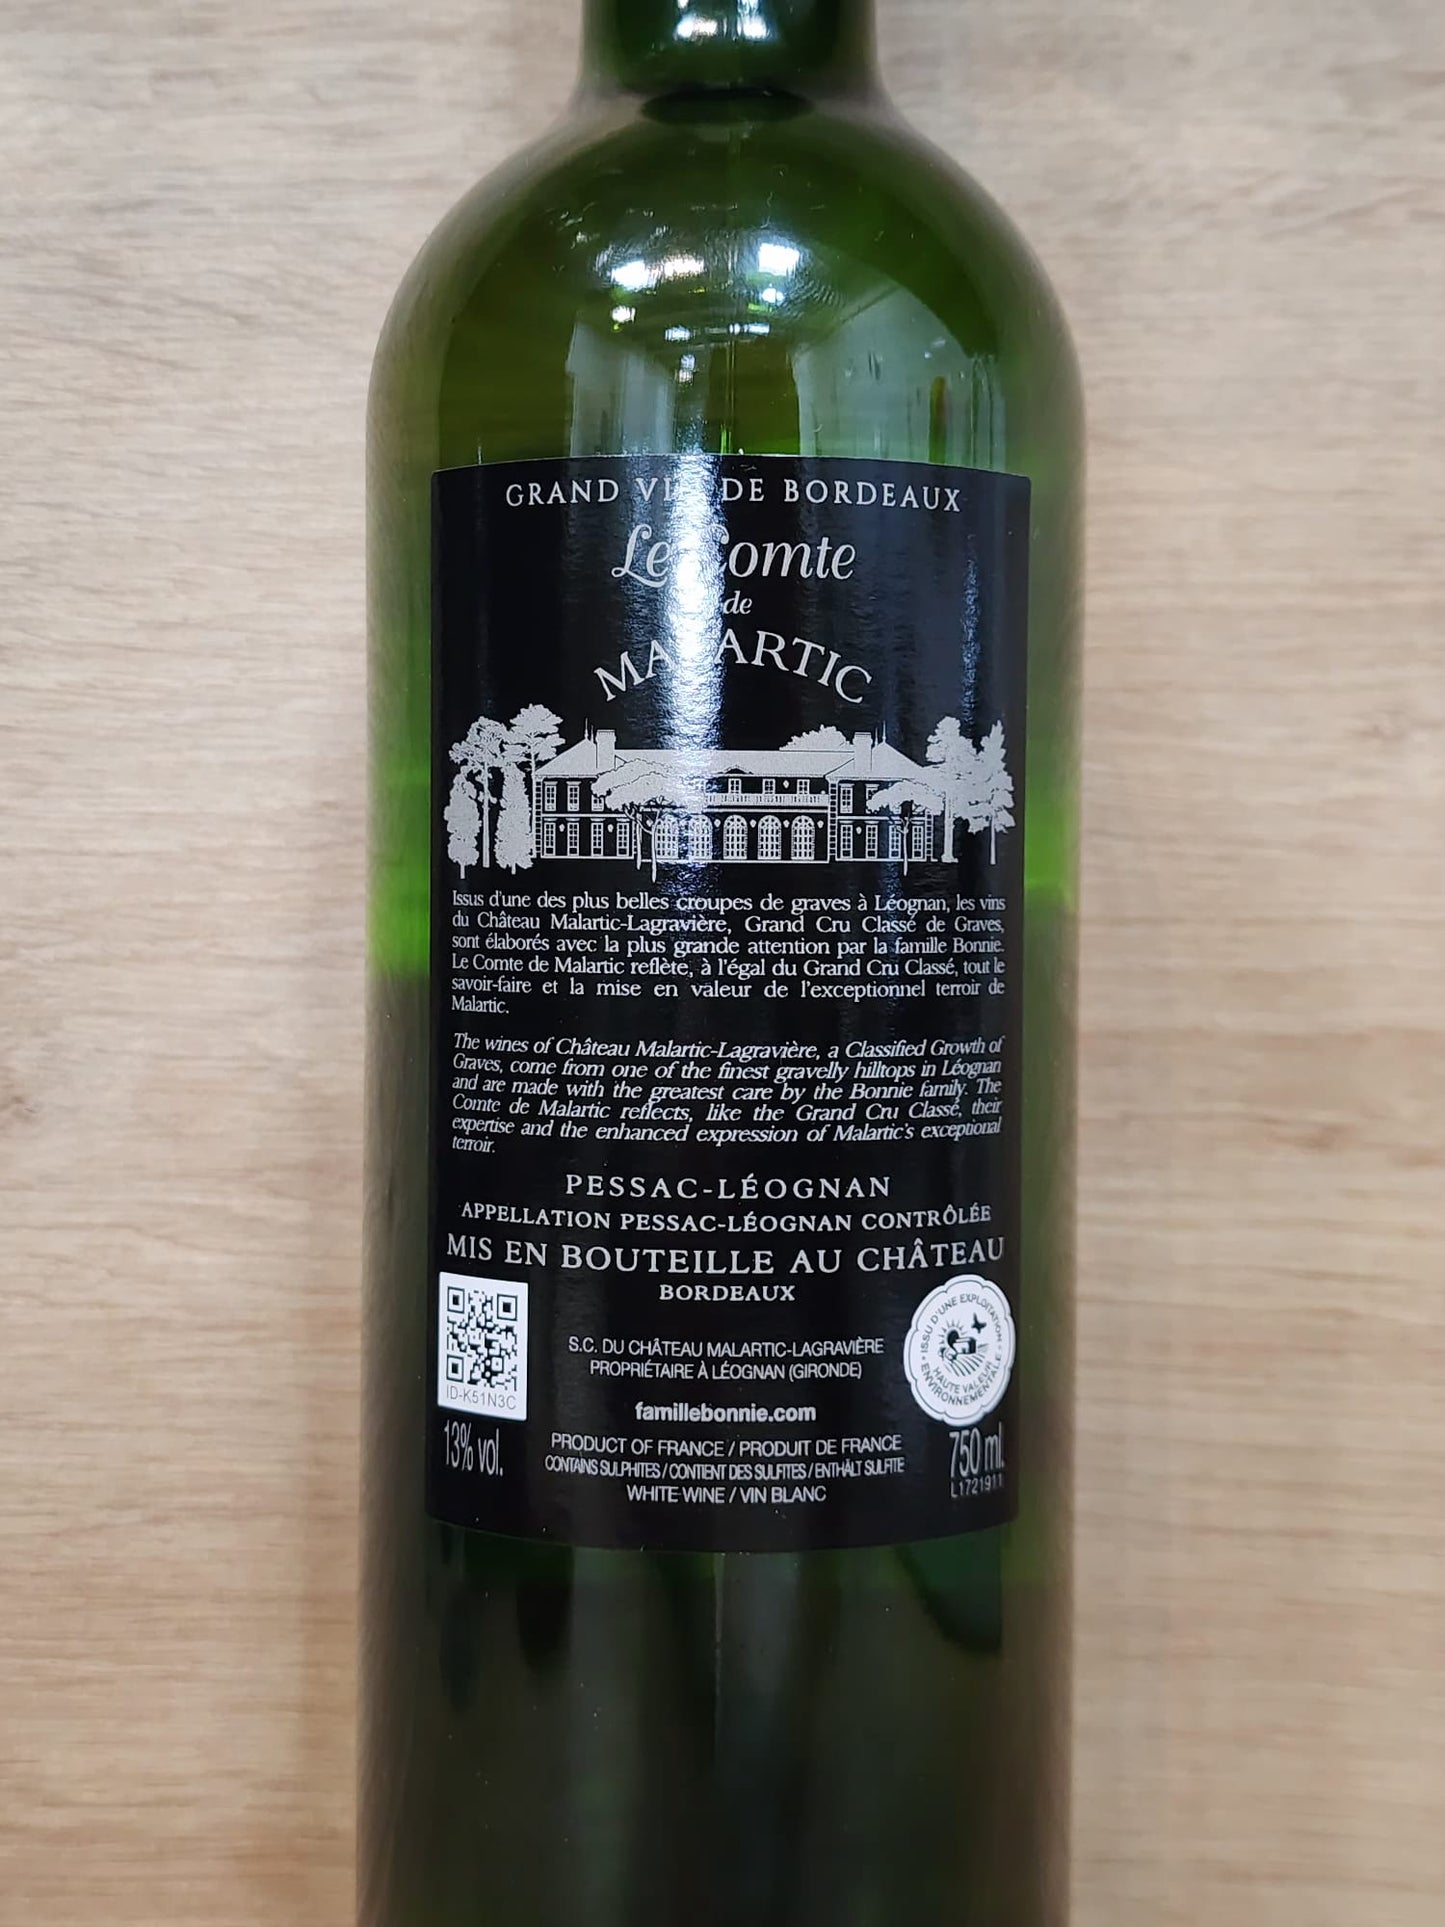 GRAND VIN DE BORDEAUX
Le Comte
de
MALARTIC
Issus d'une des plus belles croupes de graves à Léognan, les vins
du Château Malartic-Lagravière, Grand Cru Classé de Graves,
sont élaborés avec la plus grande attention par la famille Bonnie.
Le Comte de Malartic reflète, à l'égal du Grand Cru Classé, tout le
savoir-faire et la mise en valeur de l'exceptionnel terroir de
Malartic.
The wines of Château Malartic-Lagravière, a Classified Growth of
Graves, come from one of the finest gravelly hilltops in Léognan
and are made with the greatest care by the Bonnie family. The
Comte de Malartic reflects, like the Grand Cru Classé, their
expertise and the enhanced expression of Malartic's exceptional
terroir.
PESSAC-LÉOGNAN
APPELLATION PESSAC-LÉOGNAN CONTRÔLÉE
MIS EN BOUTEILLE AU CHÂTEAU
BORDEAUX
ID-K51N3C
S.C. DU CHÂTEAU MALARTIC-LAGRAVIÈRE
PROPRIÉTAIRE À LÉOGNAN (GIRONDE)
famillebonnie.com
ISSU D'UNE EXPLOITATION
HAUTE VALEUR
ENVIRONNEMENTALE
13% vol.
PRODUCT OF FRANCE / PRODUIT DE FRANCE
CONTAINS SULPHITES / CONTIENT DES SULFITES / ENTHÄLT SULFITE
WHITE WINE / VIN BLANC
750 ml.
L1721911